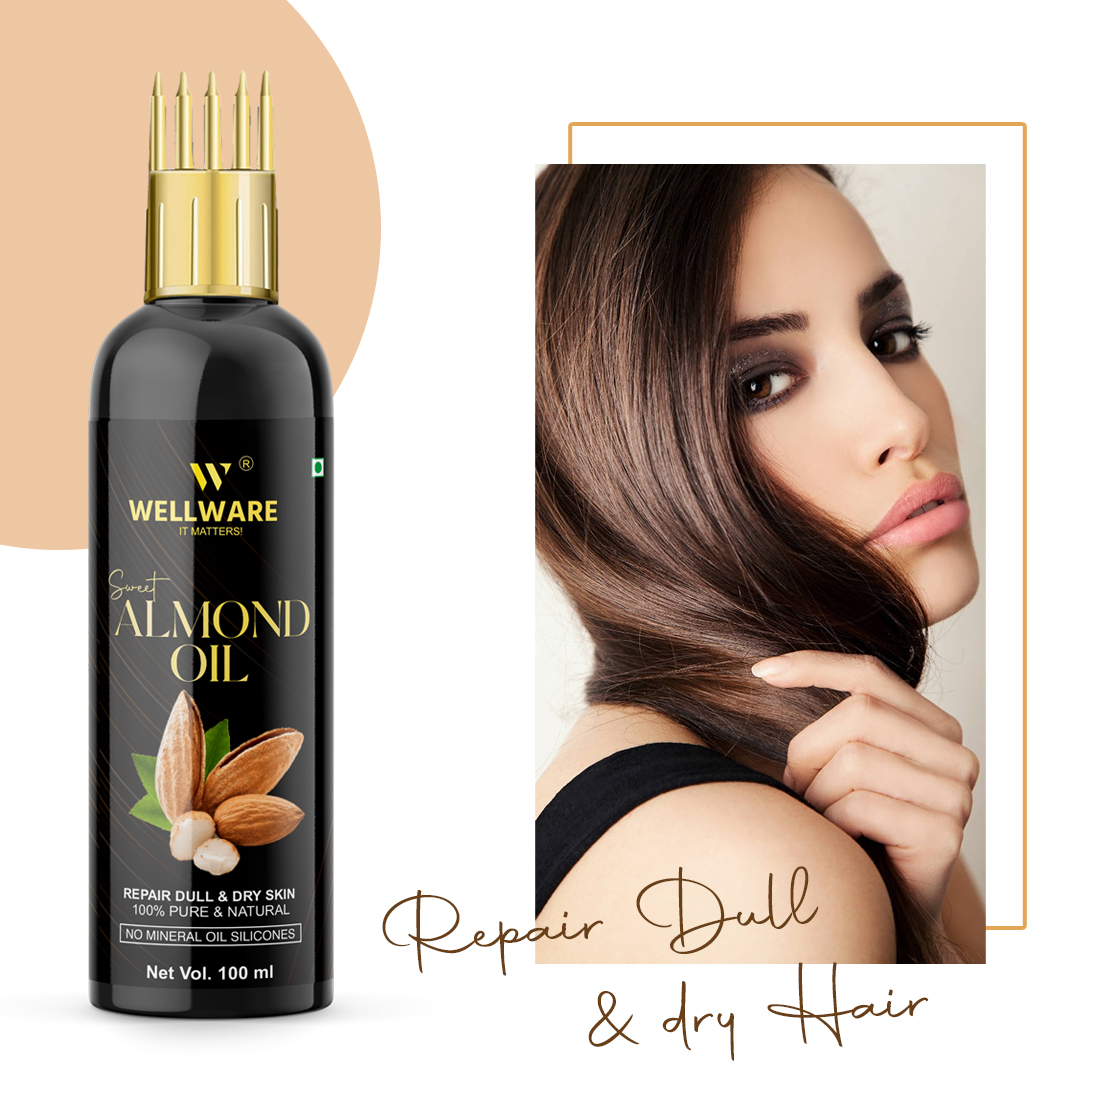 W ®
WELLWARE
IT MATTERS!
Sweet
ALMOND
OIL
REPAIR DULL & DRY SKIN
100% PURE & NATURAL
NO MINERAL OIL SILICONES
Net Vol. 100 ml
Repair Dull
& dry Hair